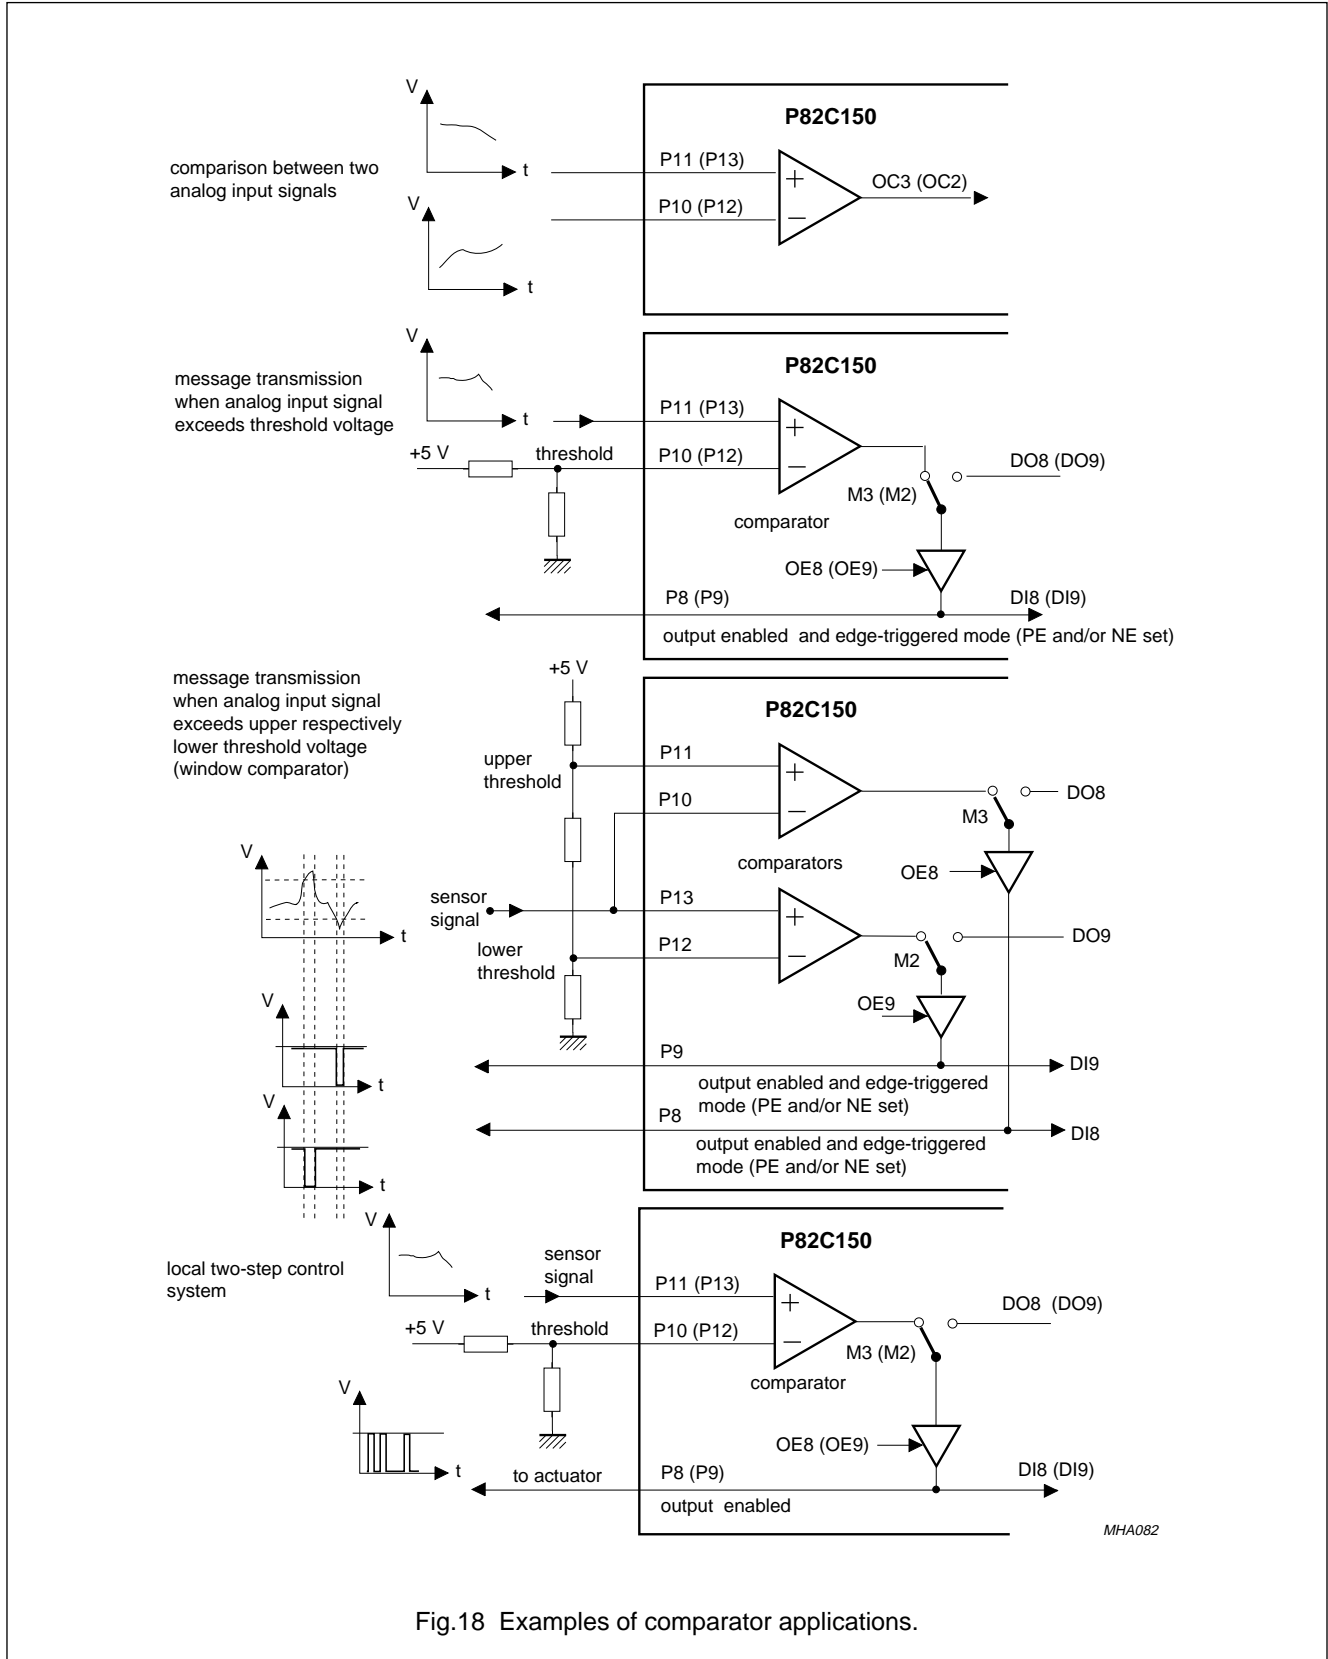 V
P82C150
P11 (P13)
t
+
OC3 (OC2)
comparison between two
analog input signals
V
P10 (P12)
−
t
V
P82C150
message transmission
when analog input signal
exceeds threshold voltage
t
P11 (P13)
+
+5 V
threshold
P10 (P12)
−
DO8 (DO9)
M3 (M2)
comparator
OE8 (OE9)
P8 (P9)
DI8 (DI9)
output enabled and edge-triggered mode (PE and/or NE set)
message transmission
when analog input signal
exceeds upper respectively
lower threshold voltage
(window comparator)
+5 V
P82C150
upper
threshold
P11
+
P10
−
DO8
M3
comparators
OE8
V
t
sensor
signal
P13
+
DO9
lower
threshold
P12
−
M2
OE9
V
t
P9
DI9
output enabled and edge-triggered
mode (PE and/or NE set)
V
t
P8
DI8
output enabled and edge-triggered
mode (PE and/or NE set)
V
P82C150
local two-step control
system
t
sensor
signal
P11 (P13)
+
DO8 (DO9)
+5 V
threshold
P10 (P12)
−
M3 (M2)
comparator
V
t
OE8 (OE9)
to actuator
P8 (P9)
DI8 (DI9)
output enabled
MHA082
Fig.18 Examples of comparator applications.